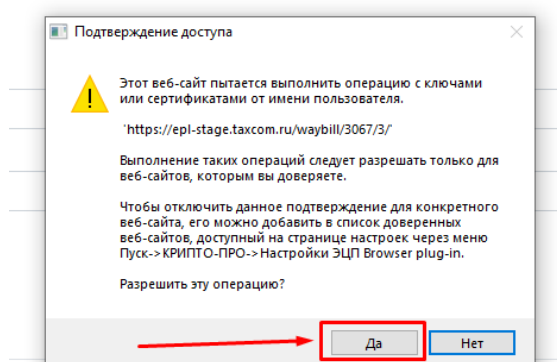 Подтверждение доступа
Этот веб-сайт пытается выполнить операцию с ключами
или сертификатами от имени пользователя.
'https://epl-stage.taxcom.ru/waybill/3067/3/'
Выполнение таких операций следует разрешать только для
веб-сайтов, которым вы доверяете.
Чтобы отключить данное подтверждение для конкретного
веб-сайта, его можно добавить в список доверенных
веб-сайтов, доступный на странице настроек через меню
Пуск->КРИПТО-ПРО->Настройки ЭЦП Browser plug-in.
Разрешить эту операцию?
Да Нет